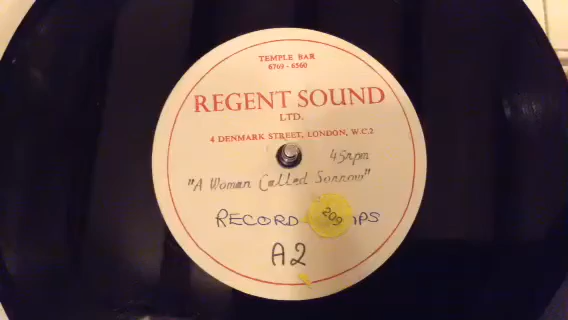 TEMPLE BAR
6769 - 6560
REGENT SOUND
LTD.
4 DENMARK STREET, LONDON, W.C.2
45rpm
"A Woman Called Sorrow"
RECORD
209
A2